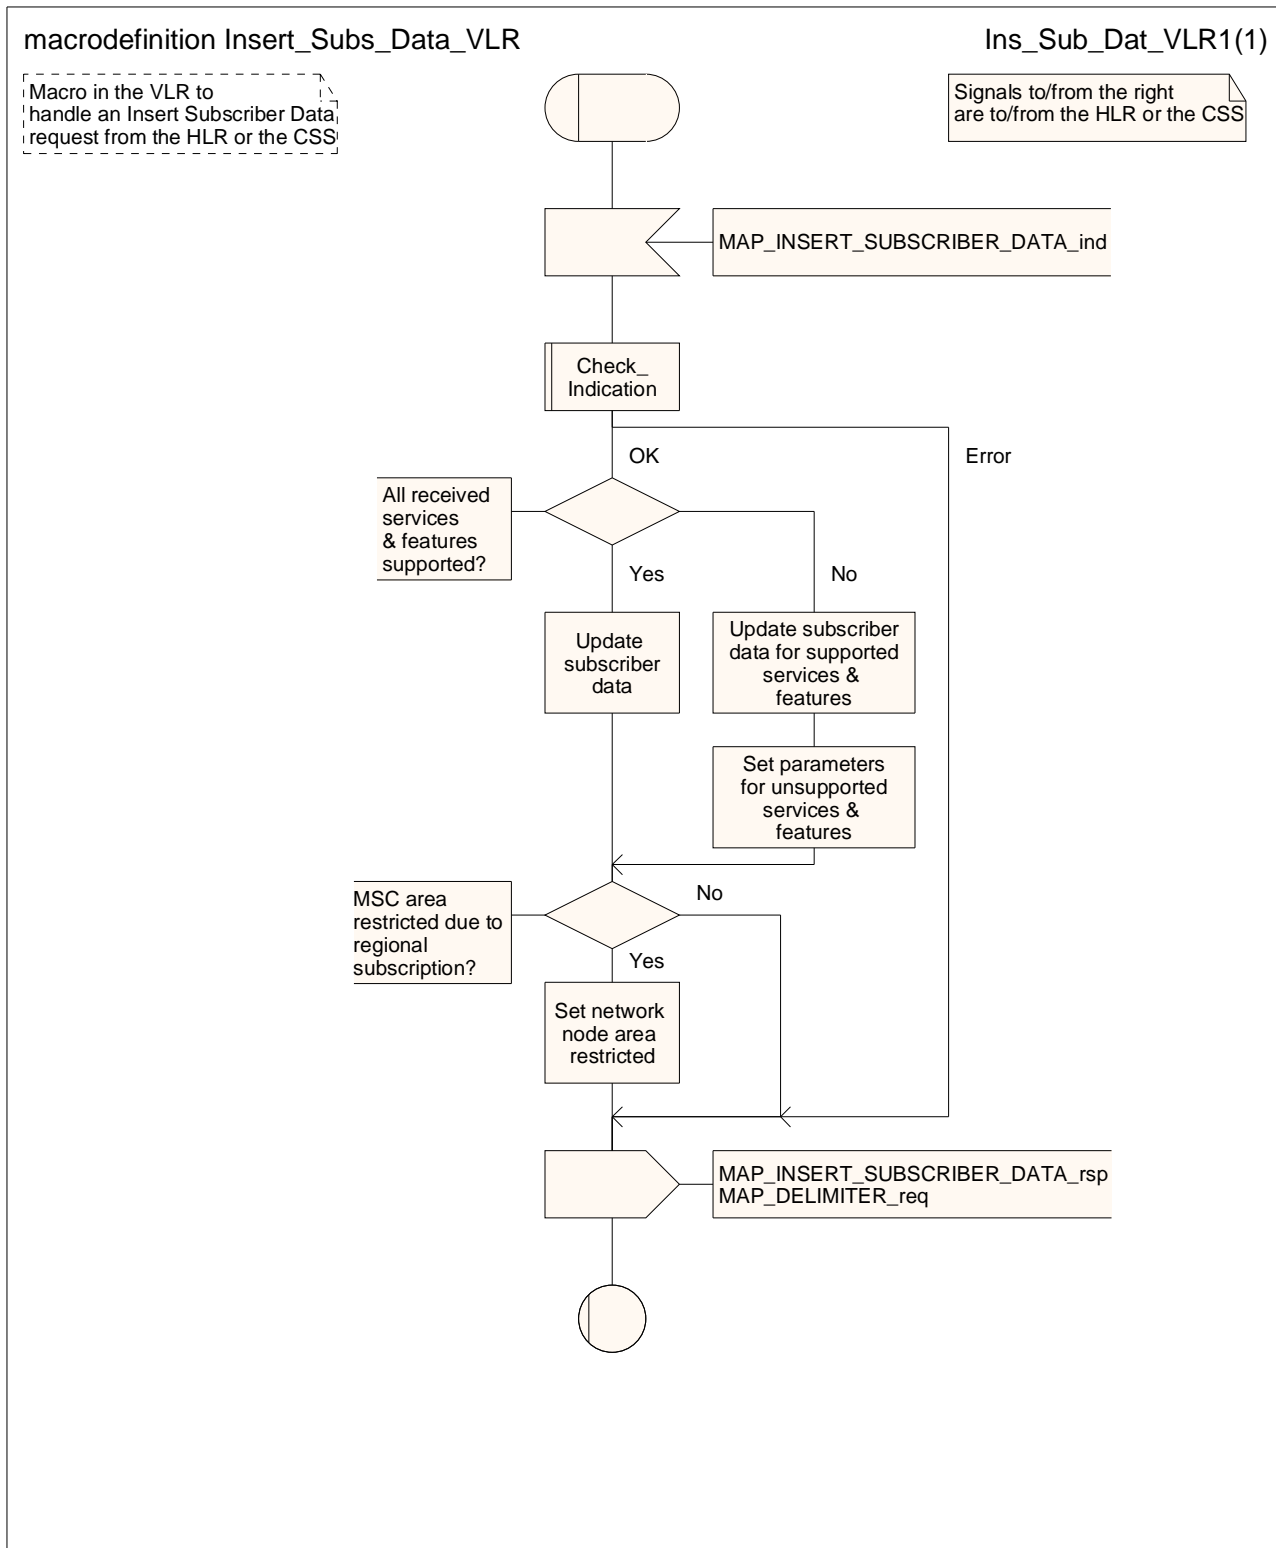 macrodefinition Insert_Subs_Data_VLR
Ins_Sub_Dat_VLR1(1)
Macro in the VLR to
handle an Insert Subscriber Data
request from the HLR or the CSS
Signals to/from the right
are to/from the HLR or the CSS
MAP_INSERT_SUBSCRIBER_DATA_ind
Check_
Indication
OK
Error
All received
services
& features
supported?
Yes
No
Update
subscriber
data
Update subscriber
data for supported
services &
features
Set parameters
for unsupported
services &
features
MSC area
restricted due to
regional
subscription?
No
Yes
Set network
node area
restricted
MAP_INSERT_SUBSCRIBER_DATA_rsp
MAP_DELIMITER_req